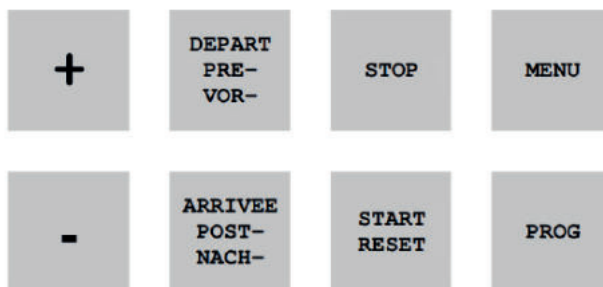 +
DEPART
PRE-
VOR-
STOP
MENU
-
ARRIVEE
POST-
NACH-
START
RESET
PROG